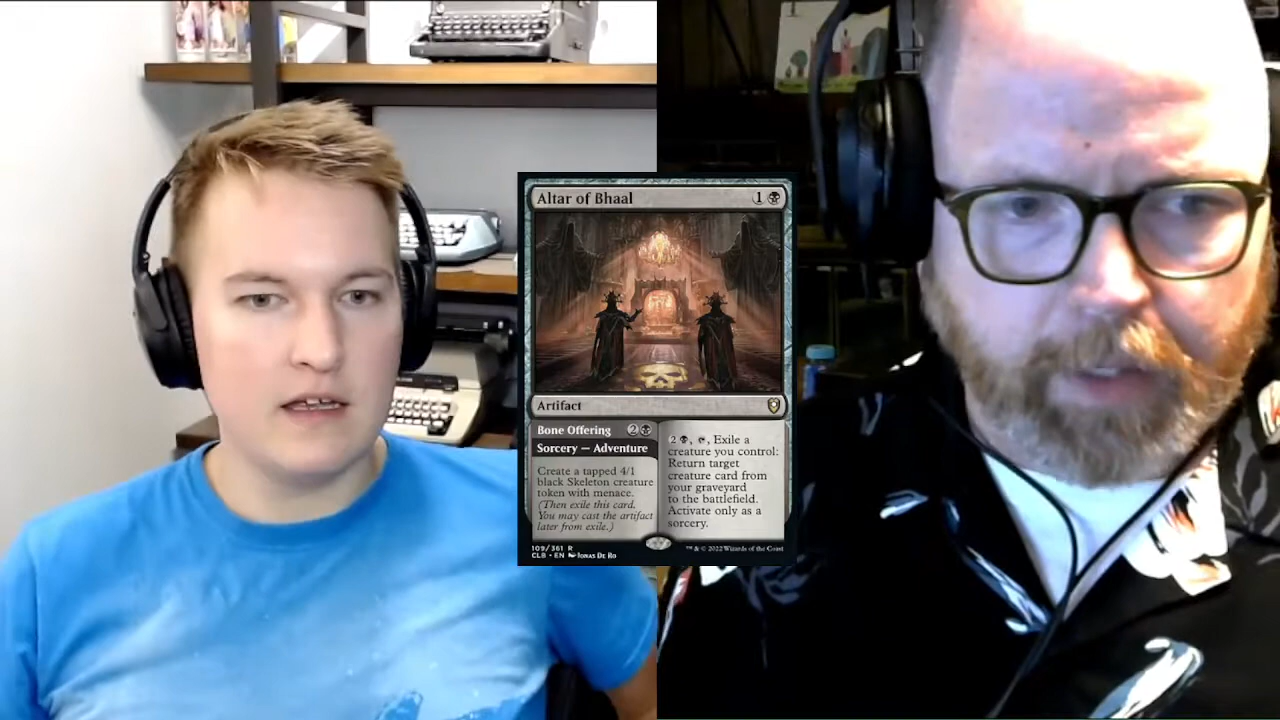 Altar of Bhaal 1
Artifact
Bone Offering 2
Sorcery — Adventure
Create a tapped 4/1
black Skeleton creature
token with menace.
(Then exile this card.
You may cast the artifact
later from exile.)
2 , , Exile a
creature you control:
Return target
creature card from
your graveyard
to the battlefield.
Activate only as a
sorcery.
109/361 R
CLB • EN Jonas De Ro
™ & © 2022 Wizards of the Coast